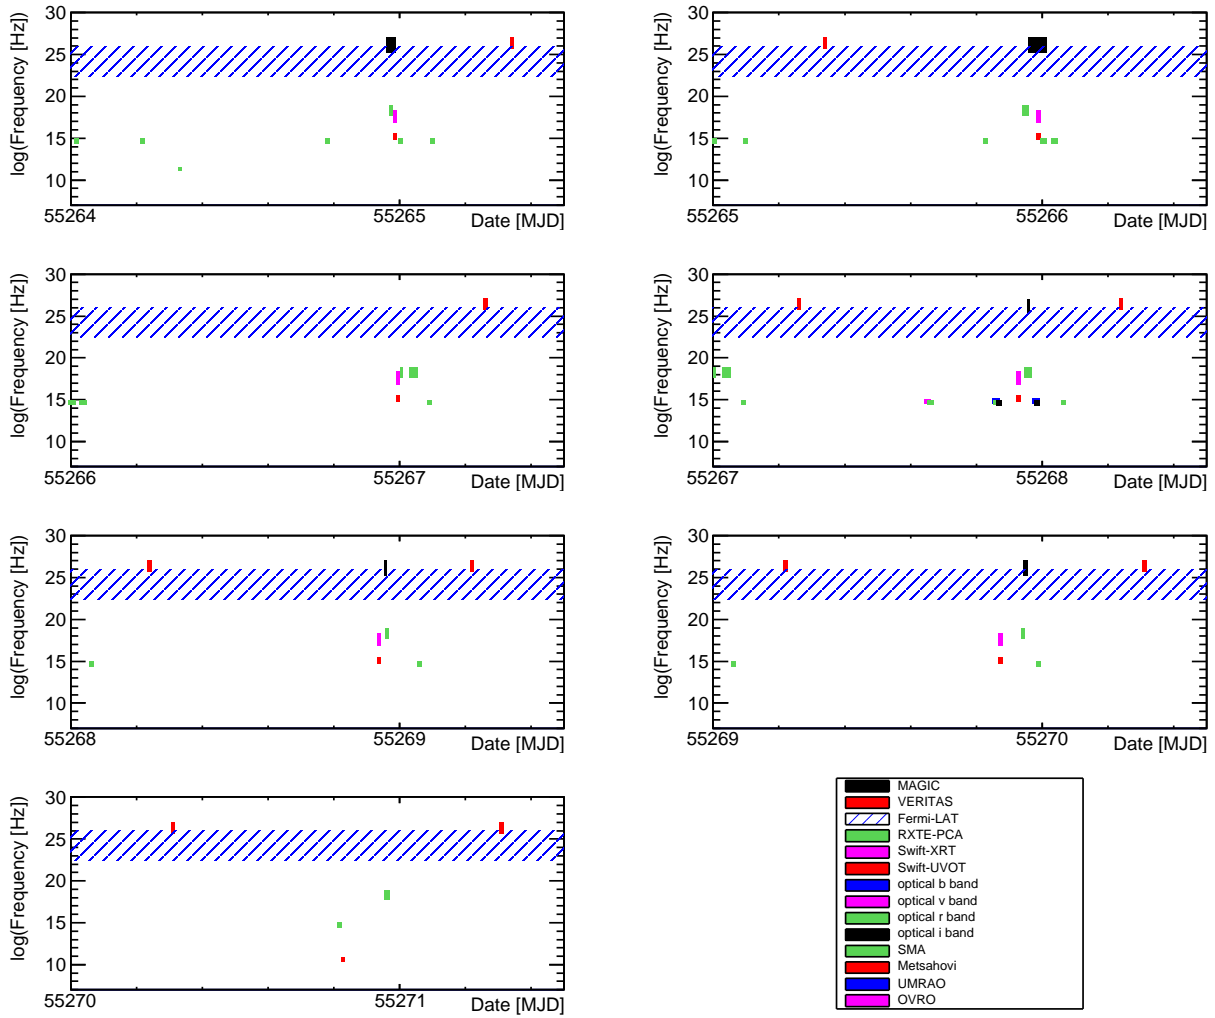 log(Frequency [Hz])
30
25
20
15
10
55264
55265
Date [MJD]
log(Frequency [Hz])
30
25
20
15
10
55265
55266
Date [MJD]
log(Frequency [Hz])
30
25
20
15
10
55266
55267
Date [MJD]
log(Frequency [Hz])
30
25
20
15
10
55267
55268
Date [MJD]
log(Frequency [Hz])
30
25
20
15
10
55268
55269
Date [MJD]
log(Frequency [Hz])
30
25
20
15
10
55269
55270
Date [MJD]
log(Frequency [Hz])
30
25
20
15
10
55270
55271
Date [MJD]
MAGIC
VERITAS
Fermi-LAT
RXTE-PCA
Swift-XRT
Swift-UVOT
optical b band
optical v band
optical r band
optical i band
SMA
Metsahovi
UMRAO
OVRO